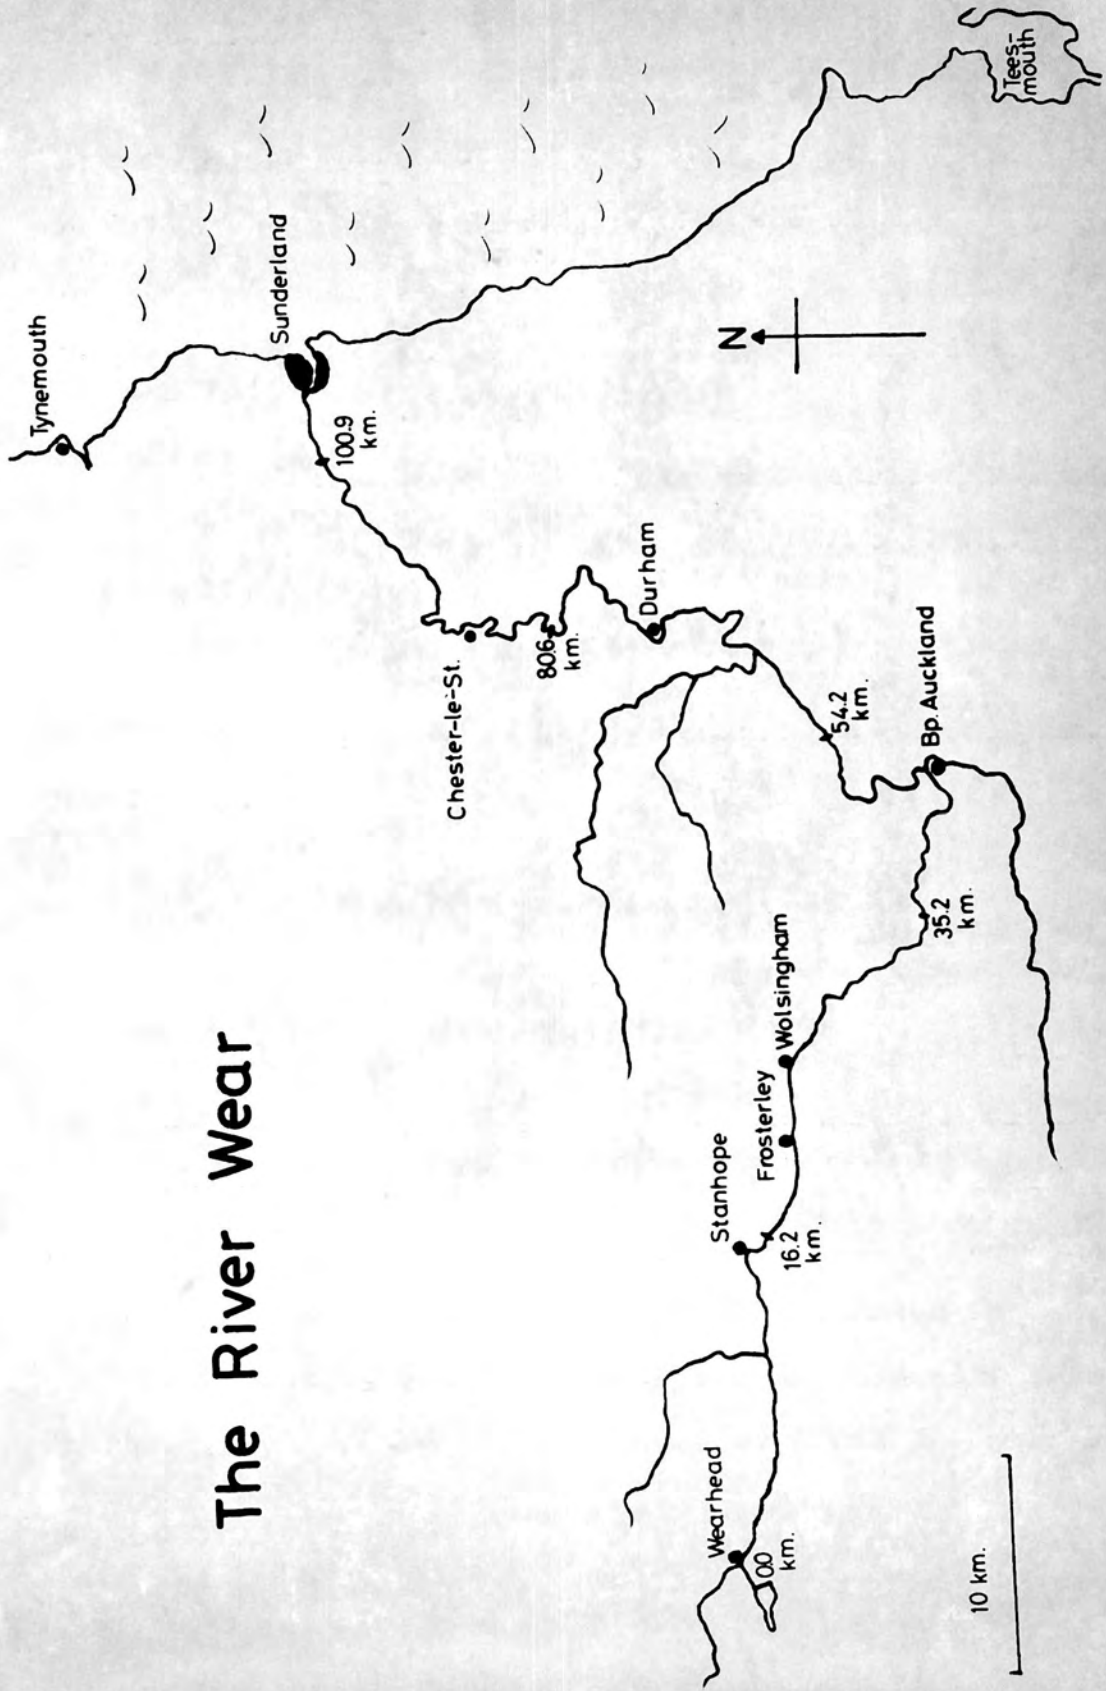 The River Wear
Tynemouth
Sunderland
100.9
km.
Chester-le-St.
80.6
km.
Durham
N
54.2
km.
Bp. Auckland
35.2
km.
Wolsingham
Frosterley
Stanhope
16.2
km.
Wearhead
0.0
km.
10 km.
Tees-
mouth